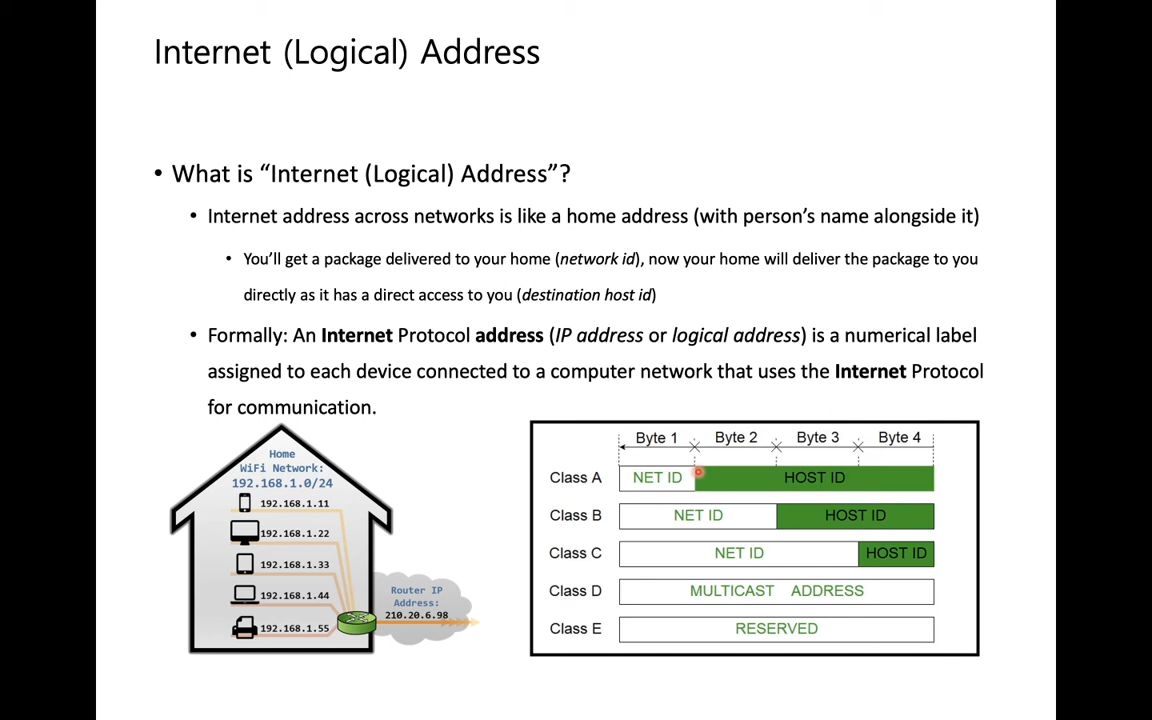 Internet (Logical) Address
• What is “Internet (Logical) Address”?
• Internet address across networks is like a home address (with person’s name alongside it)
• You’ll get a package delivered to your home (network id), now your home will deliver the package to you
directly as it has a direct access to you (destination host id)
• Formally: An Internet Protocol address (IP address or logical address) is a numerical label
assigned to each device connected to a computer network that uses the Internet Protocol
for communication.
Home
WiFi Network:
192.168.1.0/24
192.168.1.11
192.168.1.22
192.168.1.33
192.168.1.44
192.168.1.55
Router IP
Address:
210.20.6.98
Byte 1 Byte 2 Byte 3 Byte 4
Class A NET ID HOST ID
Class B NET ID HOST ID
Class C NET ID HOST ID
Class D MULTICAST ADDRESS
Class E RESERVED